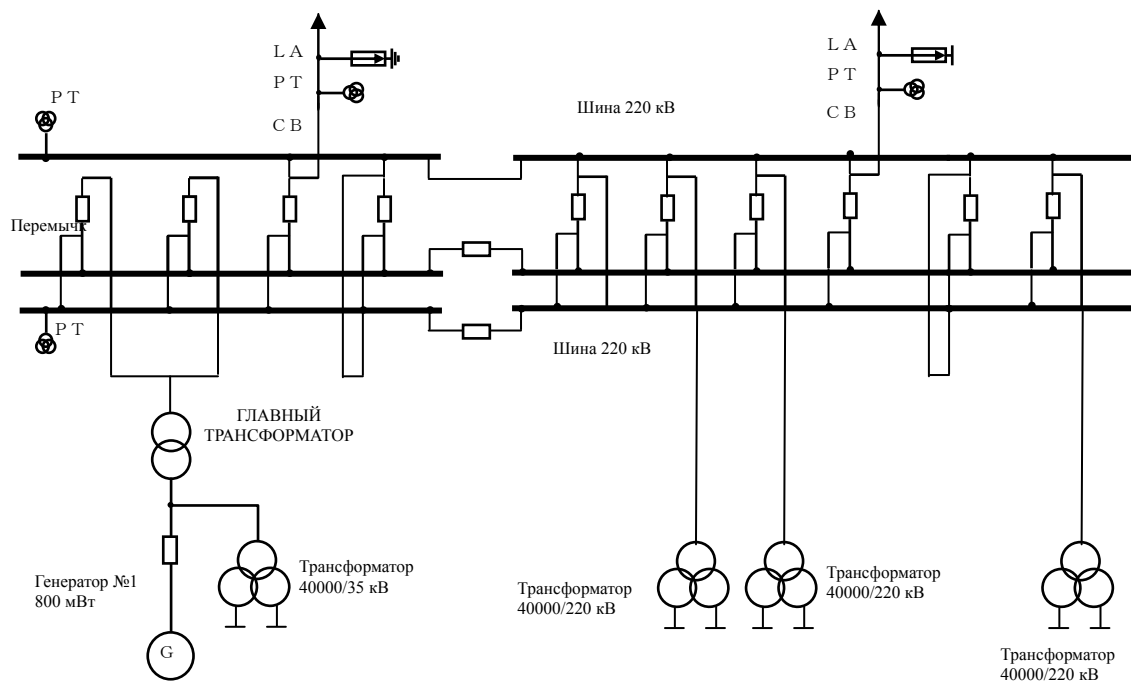 L A
P T
C B
L A
P T
C B
P T
Шина 220 кВ
Перемычк
P T
Шина 220 кВ
ГЛАВНЫЙ
ТРАНСФОРМАТОР
Генератор №1
800 мВт
G
Трансформатор
40000/35 кВ
Трансформатор
40000/220 кВ
Трансформатор
40000/220 кВ
Трансформатор
40000/220 кВ